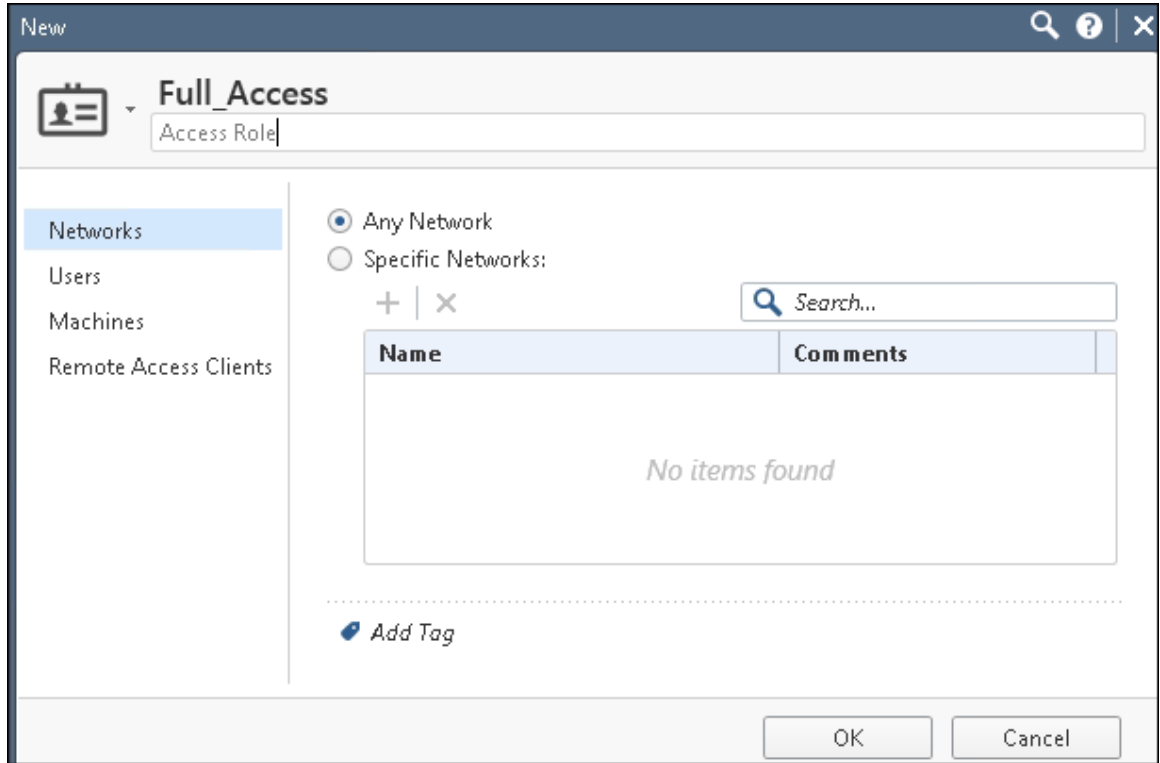 New
Full_Access
Access Role
Networks
Users
Machines
Remote Access Clients
Any Network
Specific Networks:
Search...
Name Comments
No items found
Add Tag
OK Cancel